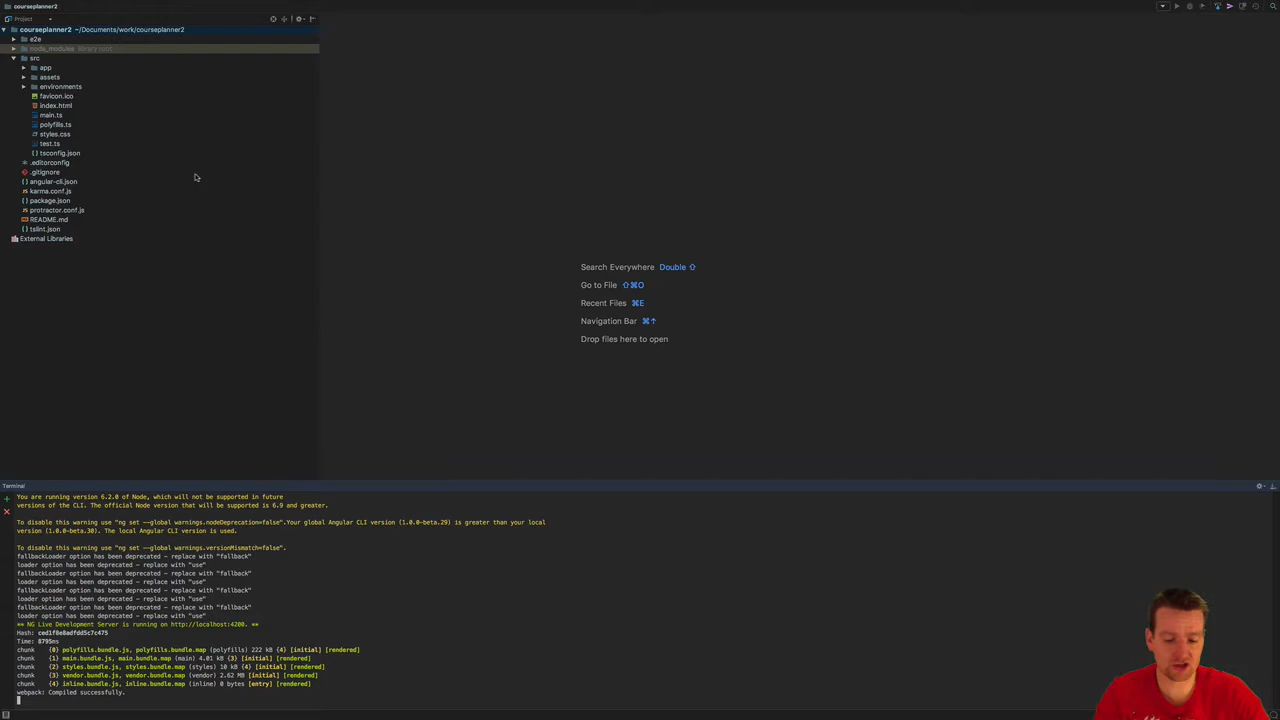 courseplanner2
Project
courseplanner2 ~/Documents/work/courseplanner2
e2e
node_modules library root
src
app
assets
environments
favicon.ico
index.html
main.ts
polyfills.ts
styles.css
test.ts
tsconfig.json
.editorconfig
.gitignore
angular-cli.json
karma.conf.js
package.json
protractor.conf.js
README.md
tslint.json
External Libraries
Search Everywhere Double ⇧
Go to File ⇧⌘O
Recent Files ⌘E
Navigation Bar ⌘↑
Drop files here to open
Terminal
You are running version 6.2.0 of Node, which will not be supported in future
versions of the CLI. The official Node version that will be supported is 6.9 and greater.
To disable this warning use "ng set --global warnings.nodeDeprecation=false".Your global Angular CLI version (1.0.0-beta.29) is greater than your local
version (1.0.0-beta.30). The local Angular CLI version is used.
To disable this warning use "ng set --global warnings.versionMismatch=false".
fallbackLoader option has been deprecated - replace with "fallback"
loader option has been deprecated - replace with "use"
fallbackLoader option has been deprecated - replace with "fallback"
loader option has been deprecated - replace with "use"
fallbackLoader option has been deprecated - replace with "fallback"
loader option has been deprecated - replace with "use"
fallbackLoader option has been deprecated - replace with "fallback"
loader option has been deprecated - replace with "use"
** NG Live Development Server is running on http://localhost:4200. **
Hash: ced1f8e8adfdd5c7c475
Time: 8795ms
chunk {0} polyfills.bundle.js, polyfills.bundle.map (polyfills) 222 kB {4} [initial] [rendered]
chunk {1} main.bundle.js, main.bundle.map (main) 4.01 kB {3} [initial] [rendered]
chunk {2} styles.bundle.js, styles.bundle.map (styles) 10 kB {4} [initial] [rendered]
chunk {3} vendor.bundle.js, vendor.bundle.map (vendor) 2.62 MB [initial] [rendered]
chunk {4} inline.bundle.js, inline.bundle.map (inline) 0 bytes [entry] [rendered]
webpack: Compiled successfully.